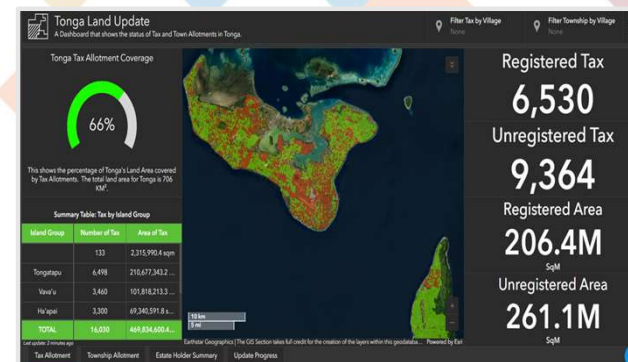 Tonga Land Update
A Dashboard that shows the status of Tax and Town Allotments in Tonga.
Filter Tax by Village
None
Filter Township by Village
None
Tonga Tax Allotment
Coverage
66%
This shows the percentage of Tonga's Land Area covered
by Tax Allotments. The total land area for Tonga is 706
KM².
Summary Table: Tax by Island Group
Island Group Number of Tax Area of Tax
133 2,315,990.4 sqm
Tongatapu 6,498 210,677,343.2 ...
Vava'u 3,460 101,818,213.3 ...
Ha'apai 3,300 69,340,591.8 s...
TOTAL 16,030 469,834,600.4...
Last update: 2 minutes ago
10 km
5 mi
Earthstar Geographics | The GIS Section takes full credit for the creation of the layers within this geodataba... Powered by Esri
Registered Tax
6,530
Unregistered Tax
9,364
Registered Area
206.4M
SqM
Unregistered Area
261.1M
SqM
Tax Allotment Township Allotment Estate Holder Summary Update Progress